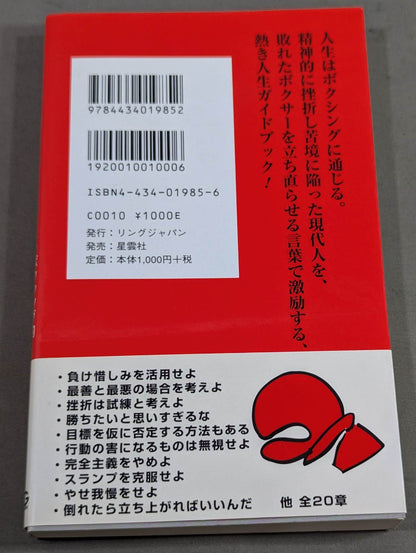 人生はボクシングに通じる。
精神的に挫折し苦境に陥った現代人を、
敗れたボクサーを立ち直らせる言葉で激励する、
熱き人生ガイドブック！
9784434019852
1920010010006
ISBN4-434-01985-6
C0010 ¥1000E
発行：リングジャパン
発売：星雲社
定価：本体1,000円+税
・負け惜しみを活用せよ
・最善と最悪の場合を考えよ
・挫折は試練と考えよ
・勝ちたいと思いすぎるな
・目標を仮に否定する方法もある
・行動の害になるものは無視せよ
・完全主義をやめよ
・スランプを克服せよ
・やせ我慢をせよ
・倒れたら立ち上がればいいんだ
他 全20章